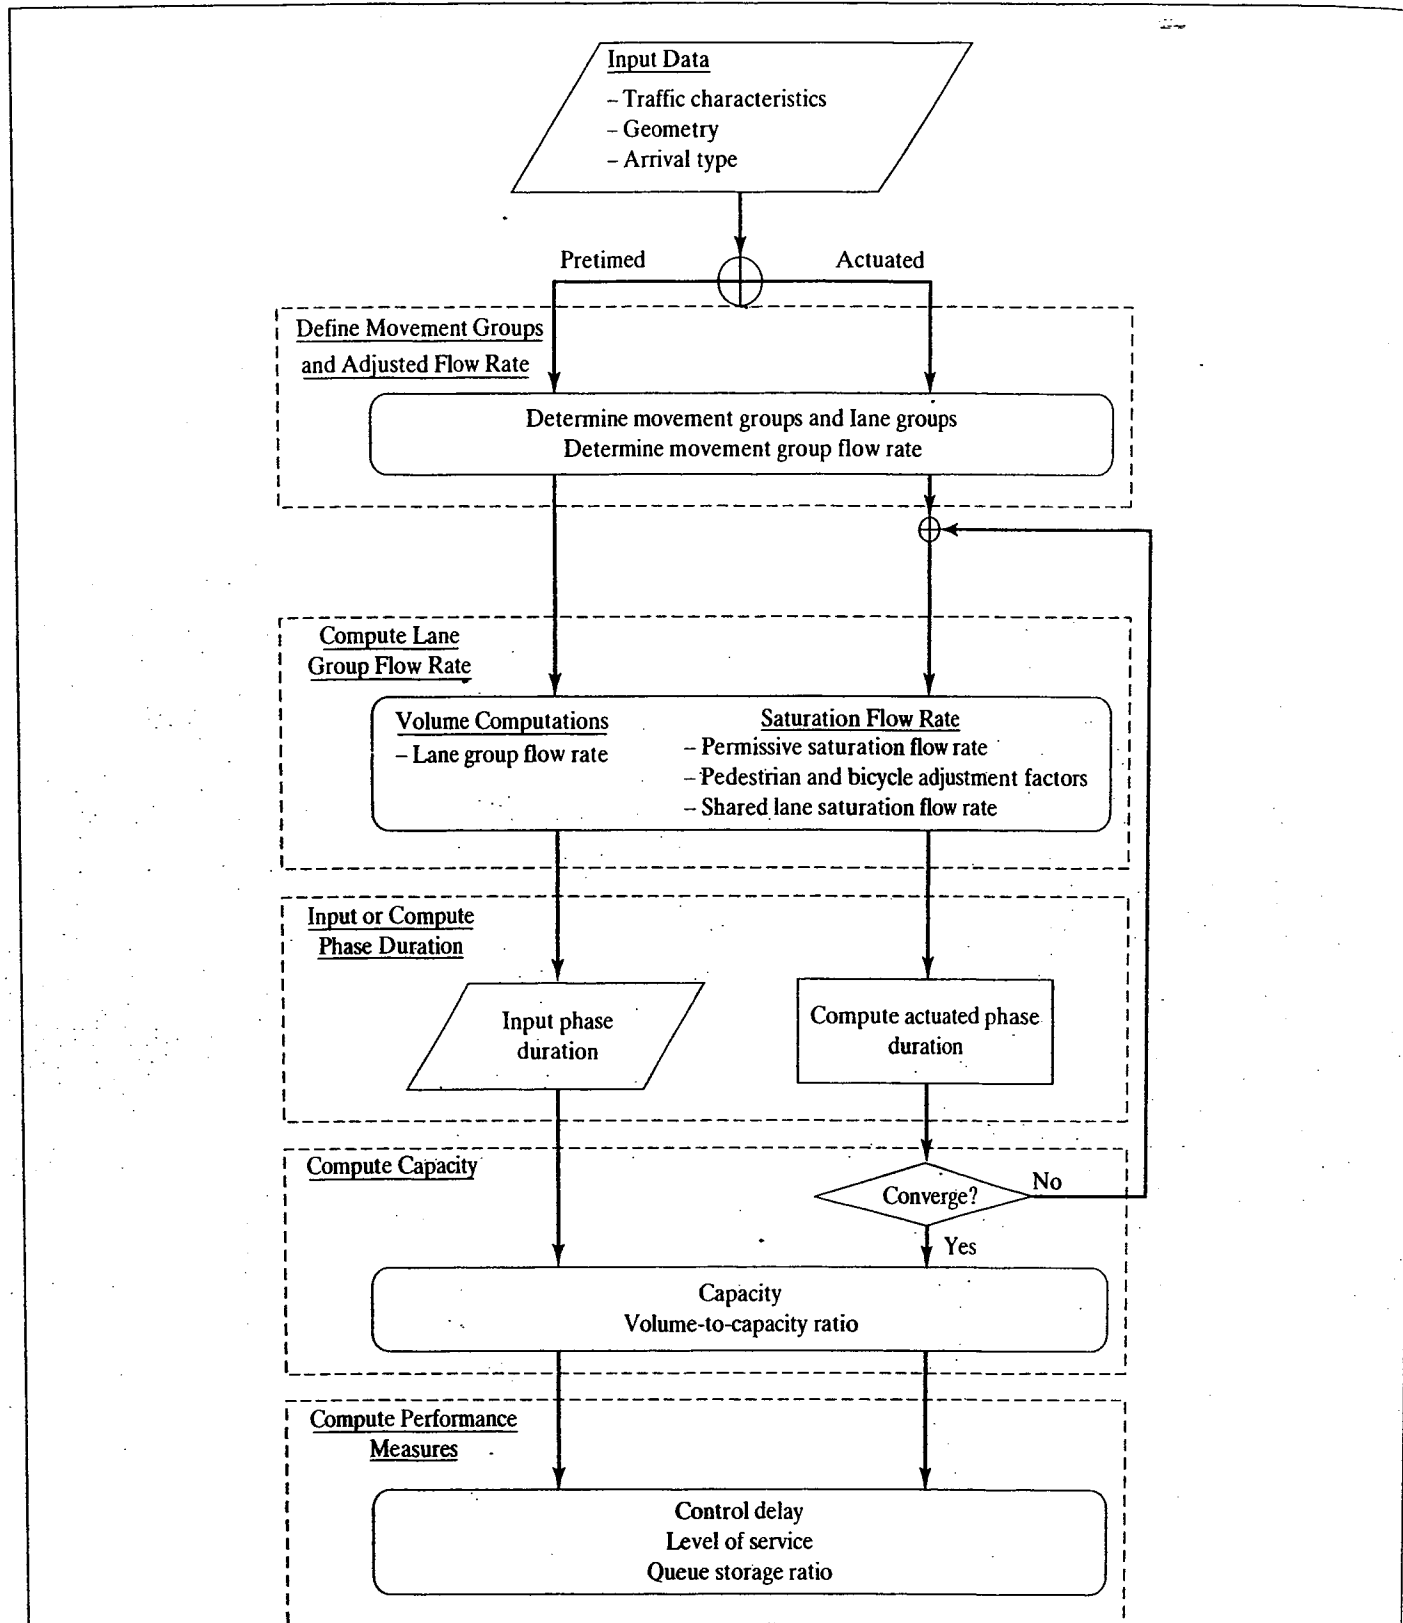 Input Data
– Traffic characteristics
– Geometry
– Arrival type
Pretimed
Actuated
Define Movement Groups
and Adjusted Flow Rate
Determine movement groups and lane groups
Determine movement group flow rate
Compute Lane
Group Flow Rate
Volume Computations
– Lane group flow rate
Saturation Flow Rate
– Permissive saturation flow rate
– Pedestrian and bicycle adjustment factors
– Shared lane saturation flow rate
Input or Compute
Phase Duration
Input phase
duration
Compute actuated phase
duration
Compute Capacity
Converge?
No
Yes
Capacity
Volume-to-capacity ratio
Compute Performance
Measures
Control delay
Level of service
Queue storage ratio